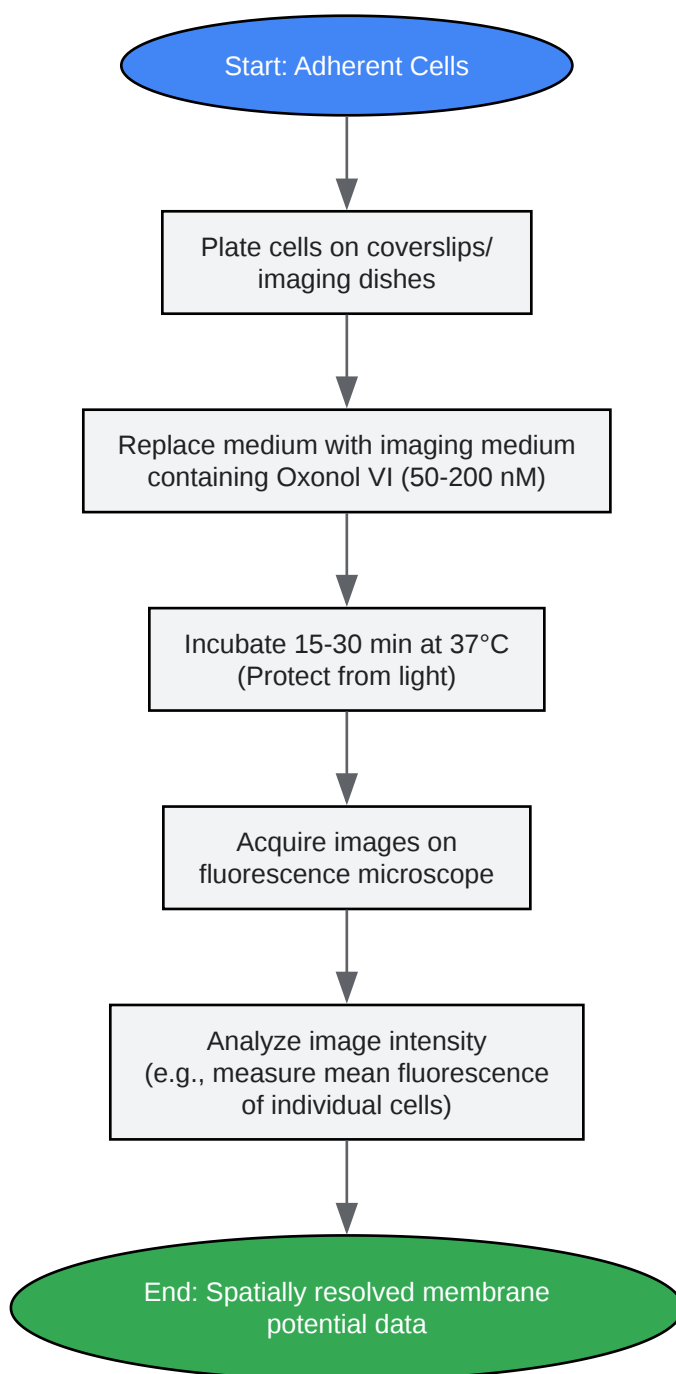 Start: Adherent Cells
Plate cells on coverslips/
imaging dishes
Replace medium with imaging medium
containing Oxonol VI (50-200 nM)
Incubate 15-30 min at 37°C
(Protect from light)
Acquire images on
fluorescence microscope
Analyze image intensity
(e.g., measure mean fluorescence
of individual cells)
End: Spatially resolved membrane
potential data